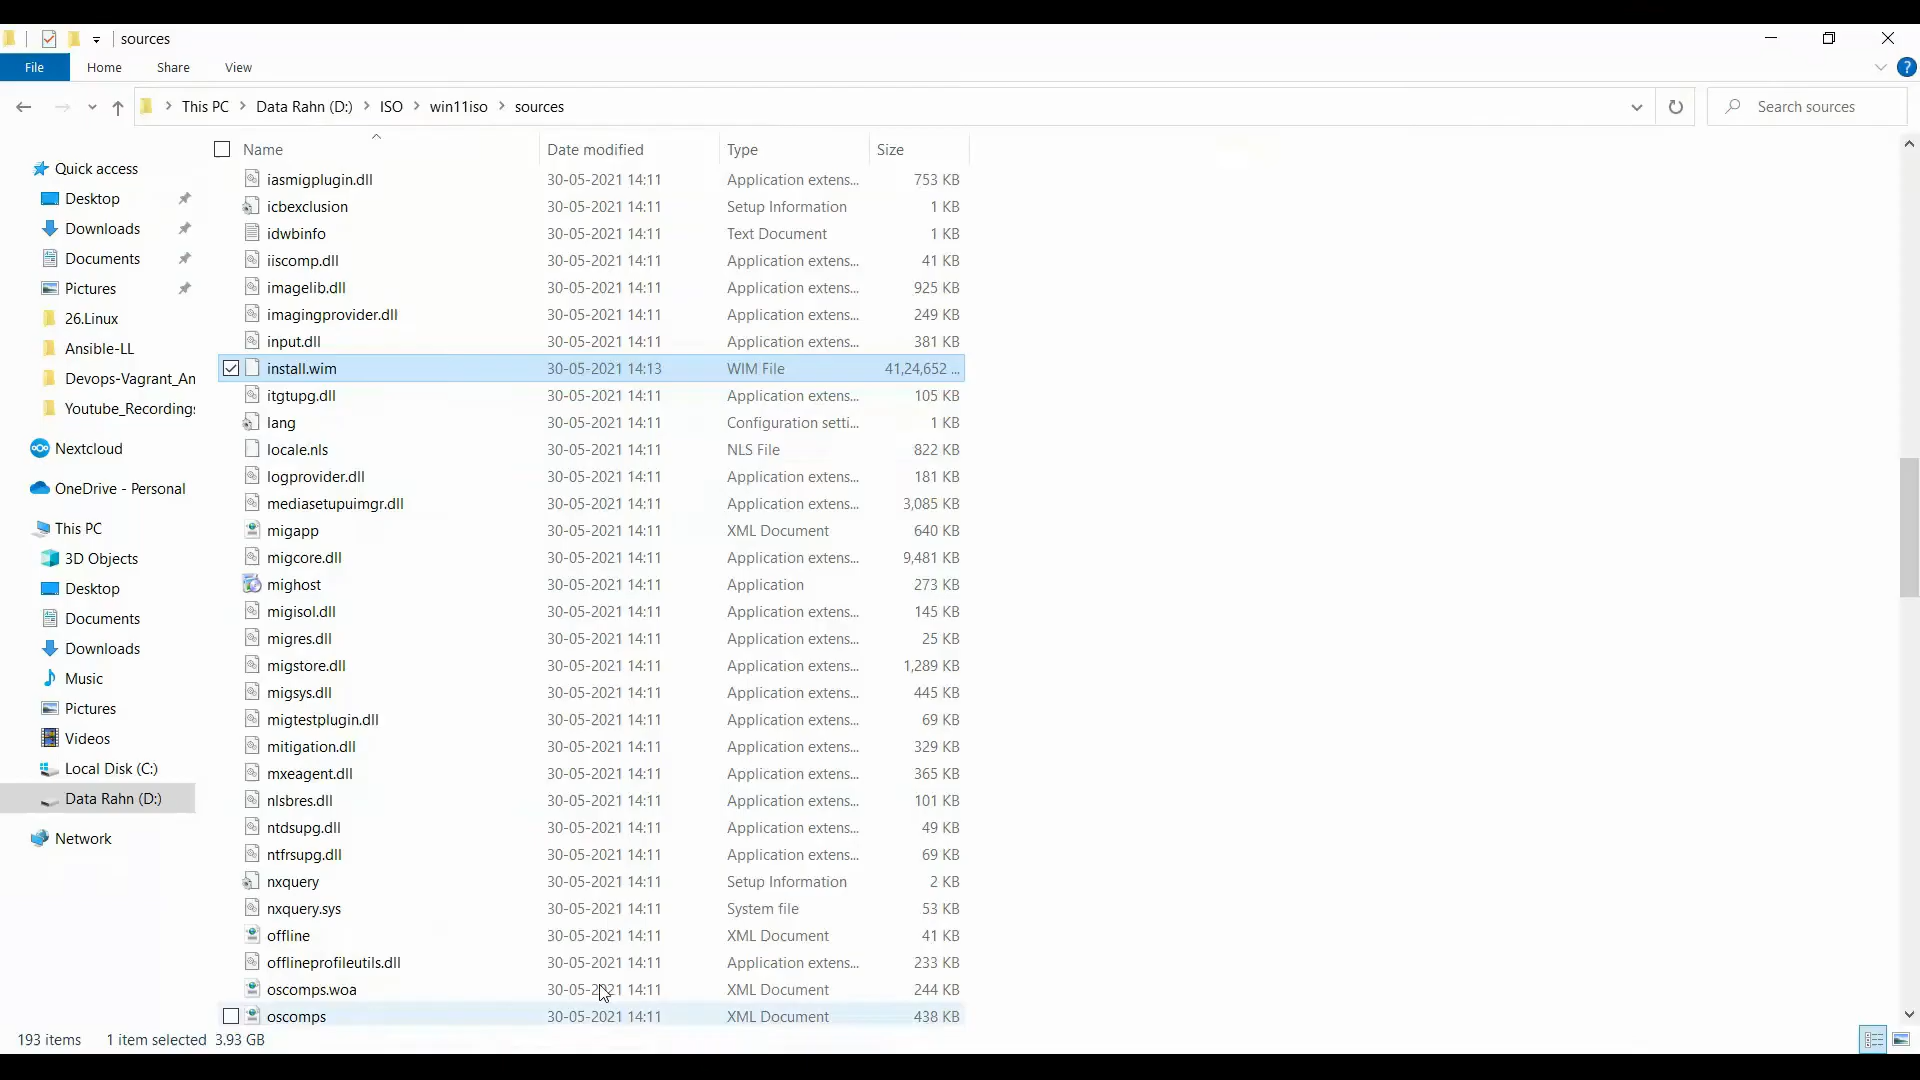 sources
File Home Share View
This PC Data Rahn (D:) ISO win11iso sources
Search sources
Name Date modified Type Size
iasmigplugin.dll 30-05-2021 14:11 Application extens... 753 KB
icbexclusion 30-05-2021 14:11 Setup Information 1 KB
idwbinfo 30-05-2021 14:11 Text Document 1 KB
iiscomp.dll 30-05-2021 14:11 Application extens... 41 KB
imagelib.dll 30-05-2021 14:11 Application extens... 925 KB
imagingprovider.dll 30-05-2021 14:11 Application extens... 249 KB
input.dll 30-05-2021 14:11 Application extens... 381 KB
install.wim 30-05-2021 14:13 WIM File 41,24,652 ...
itgtupg.dll 30-05-2021 14:11 Application extens... 105 KB
lang 30-05-2021 14:11 Configuration setti... 1 KB
locale.nls 30-05-2021 14:11 NLS File 822 KB
logprovider.dll 30-05-2021 14:11 Application extens... 181 KB
mediasetupuimgr.dll 30-05-2021 14:11 Application extens... 3,085 KB
migapp 30-05-2021 14:11 XML Document 640 KB
migcore.dll 30-05-2021 14:11 Application extens... 9,481 KB
mighost 30-05-2021 14:11 Application 273 KB
migisol.dll 30-05-2021 14:11 Application extens... 145 KB
migres.dll 30-05-2021 14:11 Application extens... 25 KB
migstore.dll 30-05-2021 14:11 Application extens... 1,289 KB
migsys.dll 30-05-2021 14:11 Application extens... 445 KB
migtestplugin.dll 30-05-2021 14:11 Application extens... 69 KB
mitigation.dll 30-05-2021 14:11 Application extens... 329 KB
mxeagent.dll 30-05-2021 14:11 Application extens... 365 KB
nlsbres.dll 30-05-2021 14:11 Application extens... 101 KB
ntdsupg.dll 30-05-2021 14:11 Application extens... 49 KB
ntfrsupg.dll 30-05-2021 14:11 Application extens... 69 KB
nxquery 30-05-2021 14:11 Setup Information 2 KB
nxquery.sys 30-05-2021 14:11 System file 53 KB
offline 30-05-2021 14:11 XML Document 41 KB
offlineprofileutils.dll 30-05-2021 14:11 Application extens... 233 KB
oscomps.woa 30-05-2021 14:11 XML Document 244 KB
oscomps 30-05-2021 14:11 XML Document 438 KB
Quick access
Desktop
Downloads
Documents
Pictures
26.Linux
Ansible-LL
Devops-Vagrant_An
Youtube_Recordings
Nextcloud
OneDrive - Personal
This PC
3D Objects
Desktop
Documents
Downloads
Music
Pictures
Videos
Local Disk (C:)
Data Rahn (D:)
Network
193 items 1 item selected 3.93 GB